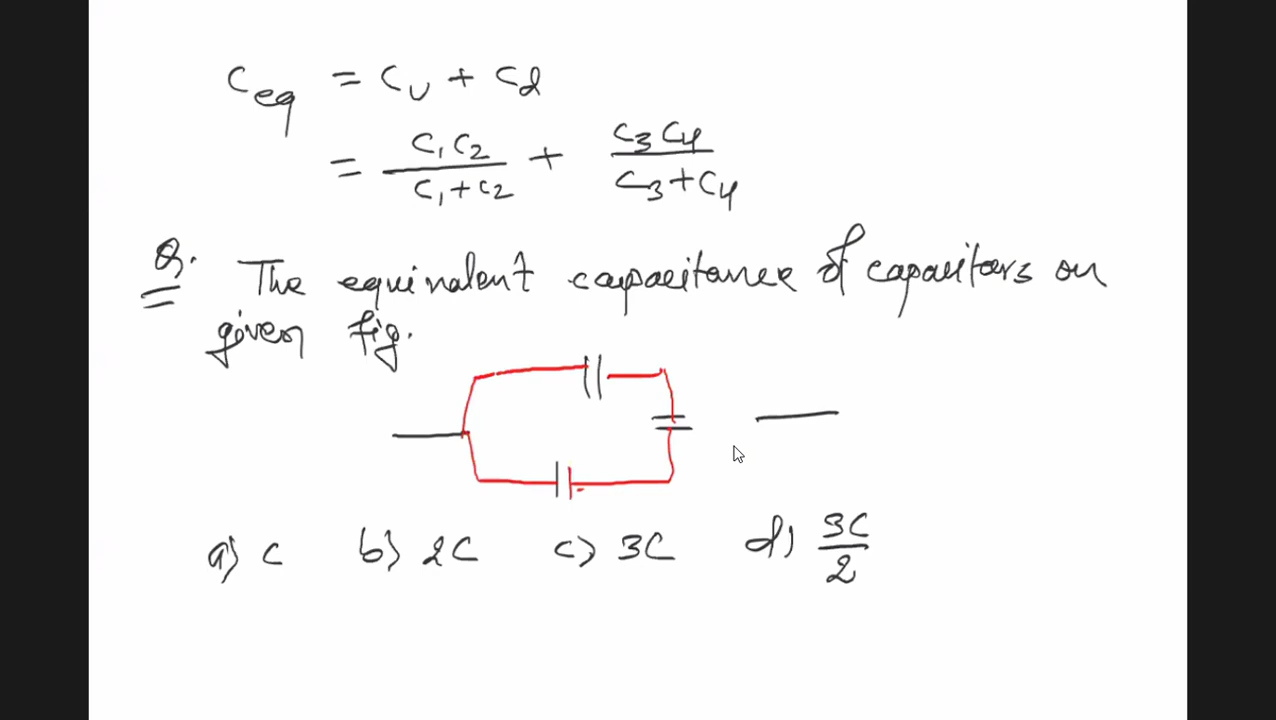 Ceq = Cu + Cd
= C₁C₂/(C₁+C₂) + C₃C₄/(C₃+C₄)
Q. The equivalent capacitance of capacitors on
given fig.
a) C b) 2C c) 3C d) 3C/2